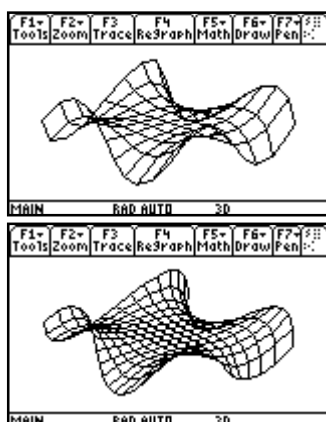 F1▾ F2▾ F3 F4 F5▾ F6▾ F7▾
Tools Zoom Trace Regraph Math Draw Pen
MAIN RAD AUTO 3D
F1▾ F2▾ F3 F4 F5▾ F6▾ F7▾
Tools Zoom Trace Regraph Math Draw Pen
MAIN RAD AUTO 3D